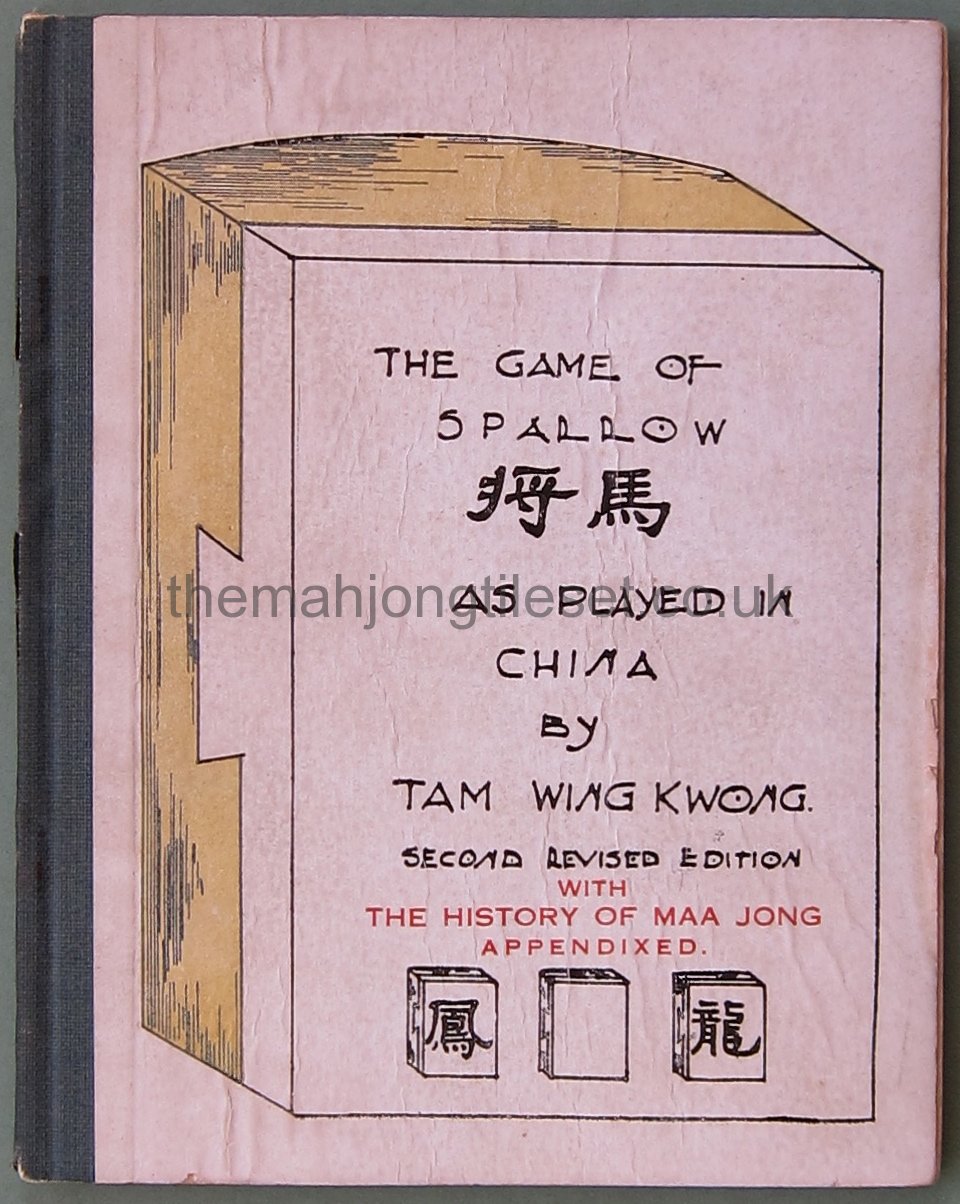 THE GAME OF
SPARROW
馬将
AS PLAYED IN
CHINA
BY
TAM WING KWONG.
SECOND REVISED EDITION
WITH
THE HISTORY OF MAA JONG
APPENDIXED.
鳳 龍
themahjongtileset.co.uk